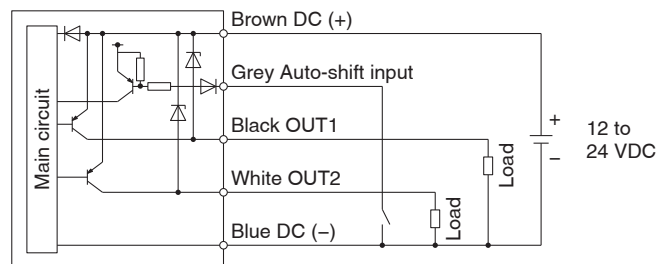 Brown DC (+)
Grey Auto-shift input
Black OUT1
White OUT2
Blue DC (−)
Main circuit
Load
Load
+
−
12 to
24 VDC